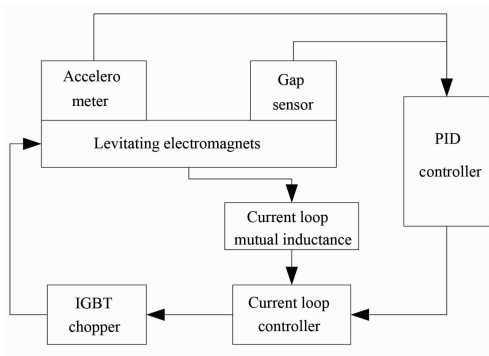 Accelero
meter
Gap
sensor
Levitating electromagnets
PID
controller
Current loop
mutual inductance
IGBT
chopper
Current loop
controller